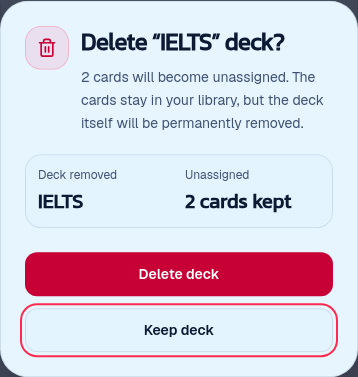 Delete “IELTS” deck?
2 cards will become unassigned. The
cards stay in your library, but the deck
itself will be permanently removed.
Deck removed
IELTS
Unassigned
2 cards kept
Delete deck
Keep deck